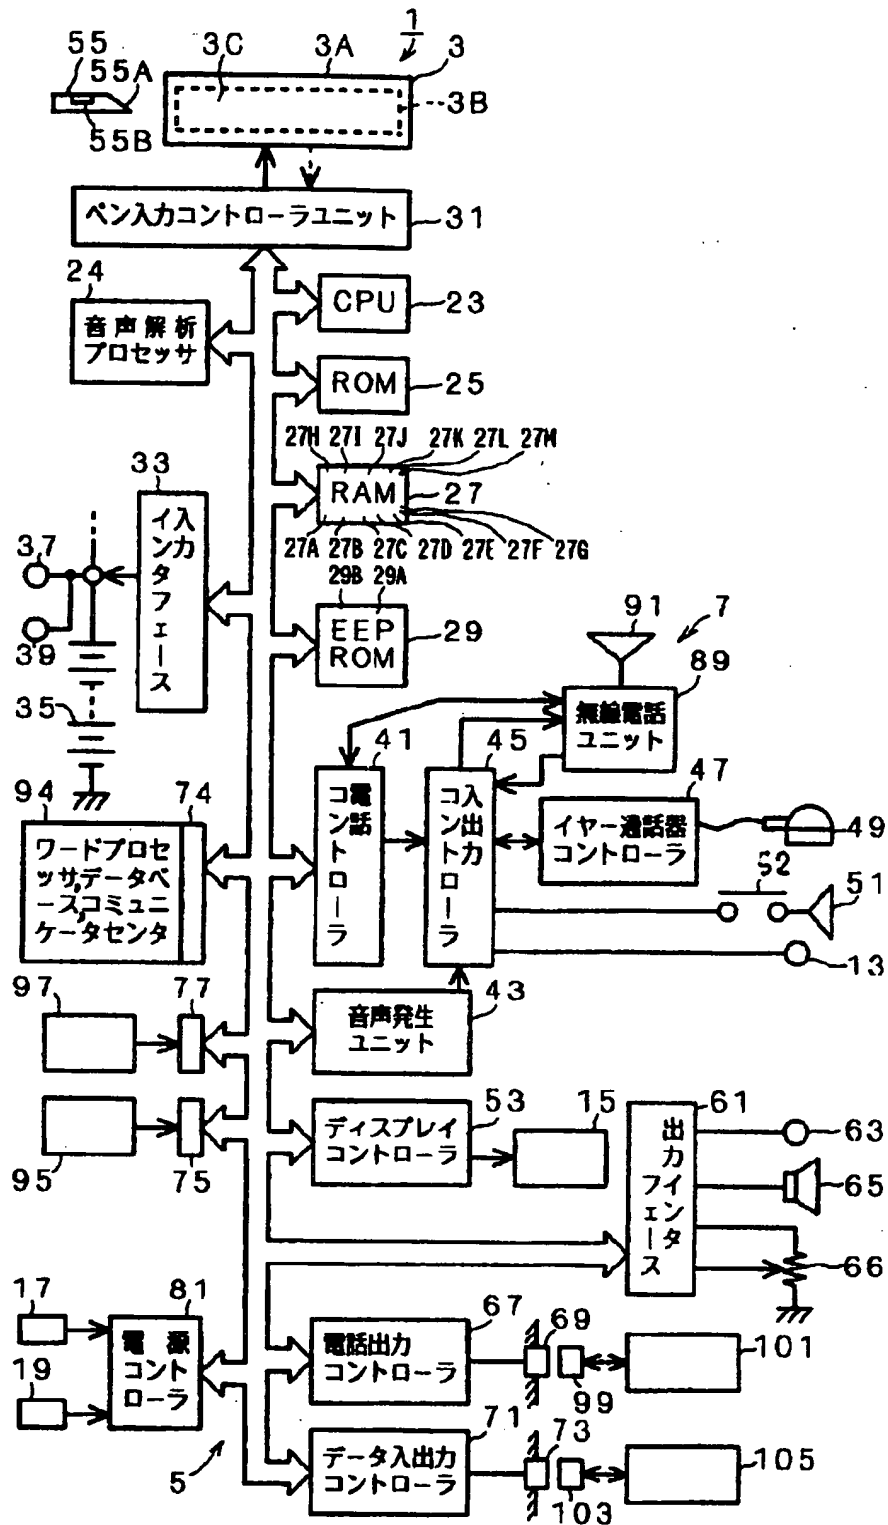 1
55
3C
3A
3
55A
3B
55B
ペン入力コントローラユニット
31
24
CPU
23
音声解析
プロセッサ
ROM
25
27H 27I 27J 27K 27L 27M
33
RAM
27
27A 27B 27C 27D 27E 27F 27G
入力
インタフェース
37
39
29B 29A
EEP
ROM
29
91
7
89
無線電話
ユニット
35
41
45
47
94
74
電話
コントローラ
入出力
コントローラ
イヤー通話器
コントローラ
49
ワードプロセ
ッサ,データベ
ース,コミュニ
ケータセンタ
52
51
13
97
77
音声発生
ユニット
43
95
75
ディスプレイ
コントローラ
53
15
61
出力インタ
フェース
63
65
66
17
81
67
69
101
電源
コントローラ
電話出力
コントローラ
19
99
71
73
5
データ入出力
コントローラ
105
103